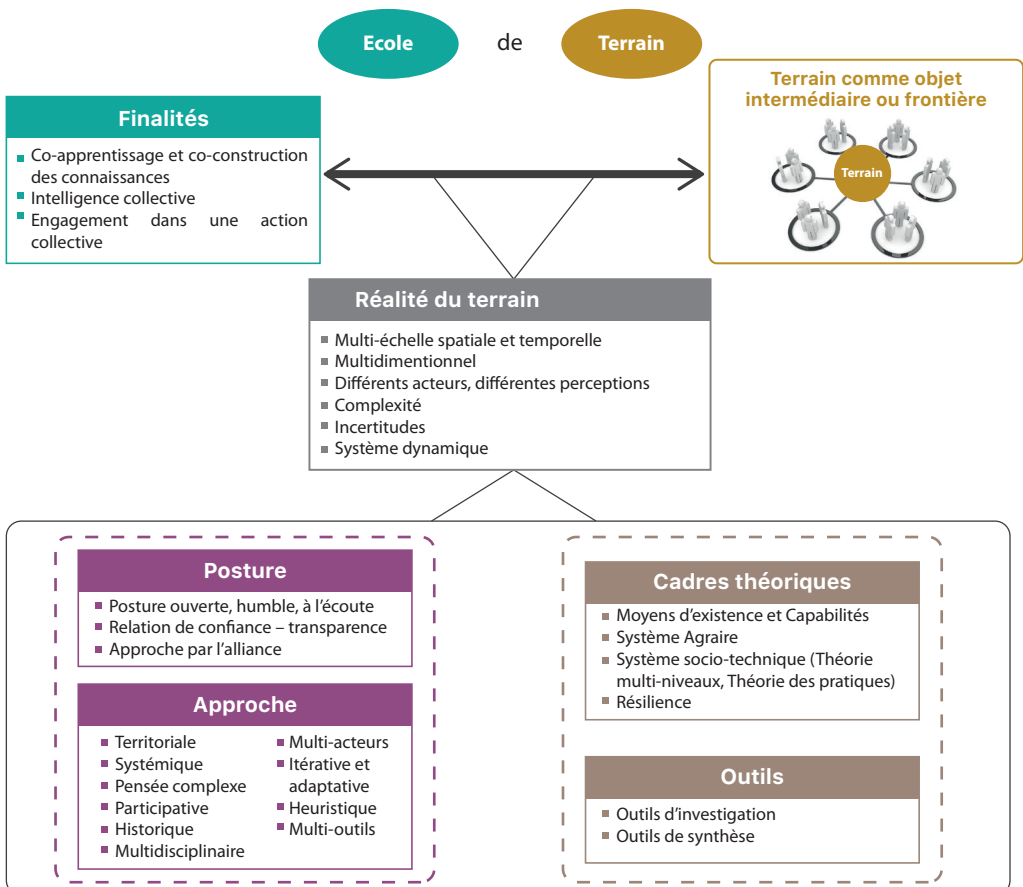 Ecole de Terrain
Finalités
Co-apprentissage et co-construction
des connaissances
Intelligence collective
Engagement dans une action
collective
Terrain comme objet
intermédiaire ou frontière
Terrain
Réalité du terrain
Multi-échelle spatiale et temporelle
Multidimentionnel
Différents acteurs, différentes perceptions
Complexité
Incertitudes
Système dynamique
Posture
Posture ouverte, humble, à l'écoute
Relation de confiance – transparence
Approche par l'alliance
Approche
Territoriale
Systémique
Pensée complexe
Participative
Historique
Multidisciplinaire
Multi-acteurs
Itérative et
adaptative
Heuristique
Multi-outils
Cadres théoriques
Moyens d'existence et Capabilités
Système Agraire
Système socio-technique (Théorie
multi-niveaux, Théorie des pratiques)
Résilience
Outils
Outils d'investigation
Outils de synthèse